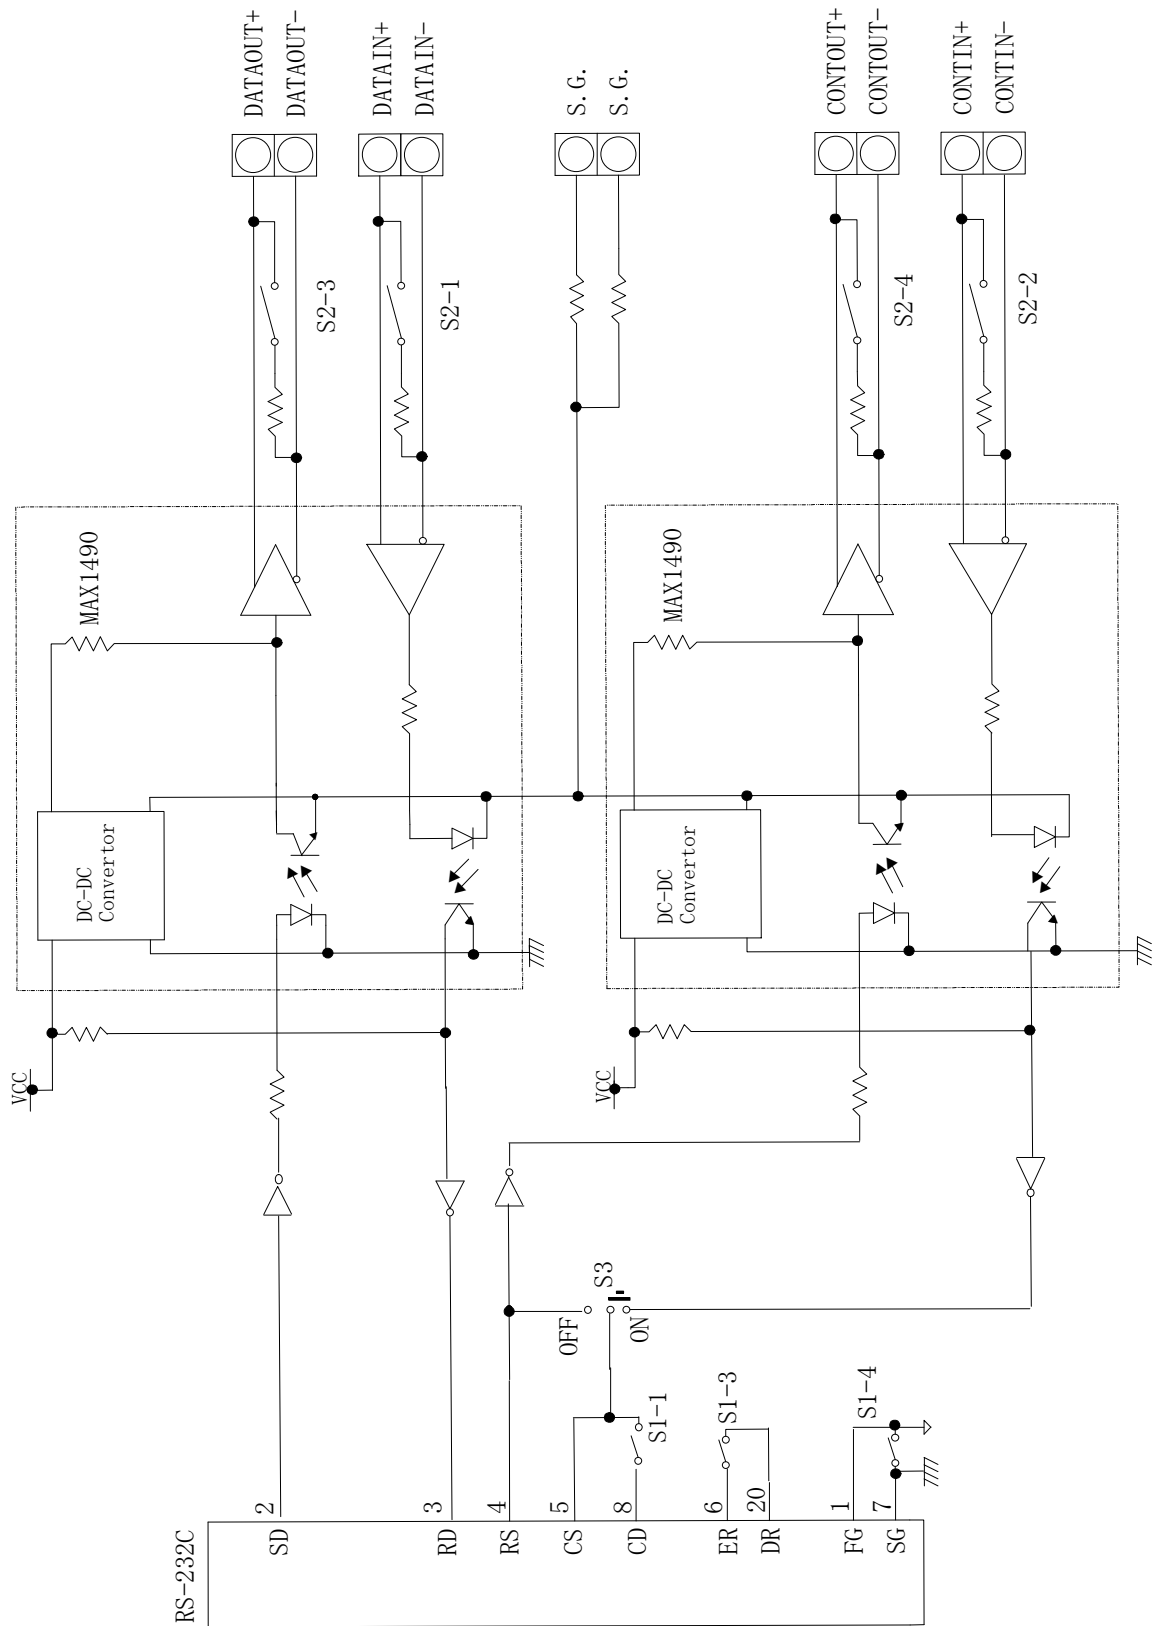 RS-232C
SD
2
RD
3
RS
4
CS
5
CD
8
ER
6
DR
20
FG
1
SG
7
S1-1
S1-3
S1-4
OFF
S3
ON
VCC
DC-DC
Convertor
MAX1490
VCC
DC-DC
Convertor
MAX1490
S2-3
S2-1
S2-4
S2-2
DATAOUT+
DATAOUT-
DATAIN+
DATAIN-
S.G.
S.G.
CONTOUT+
CONTOUT-
CONTIN+
CONTIN-